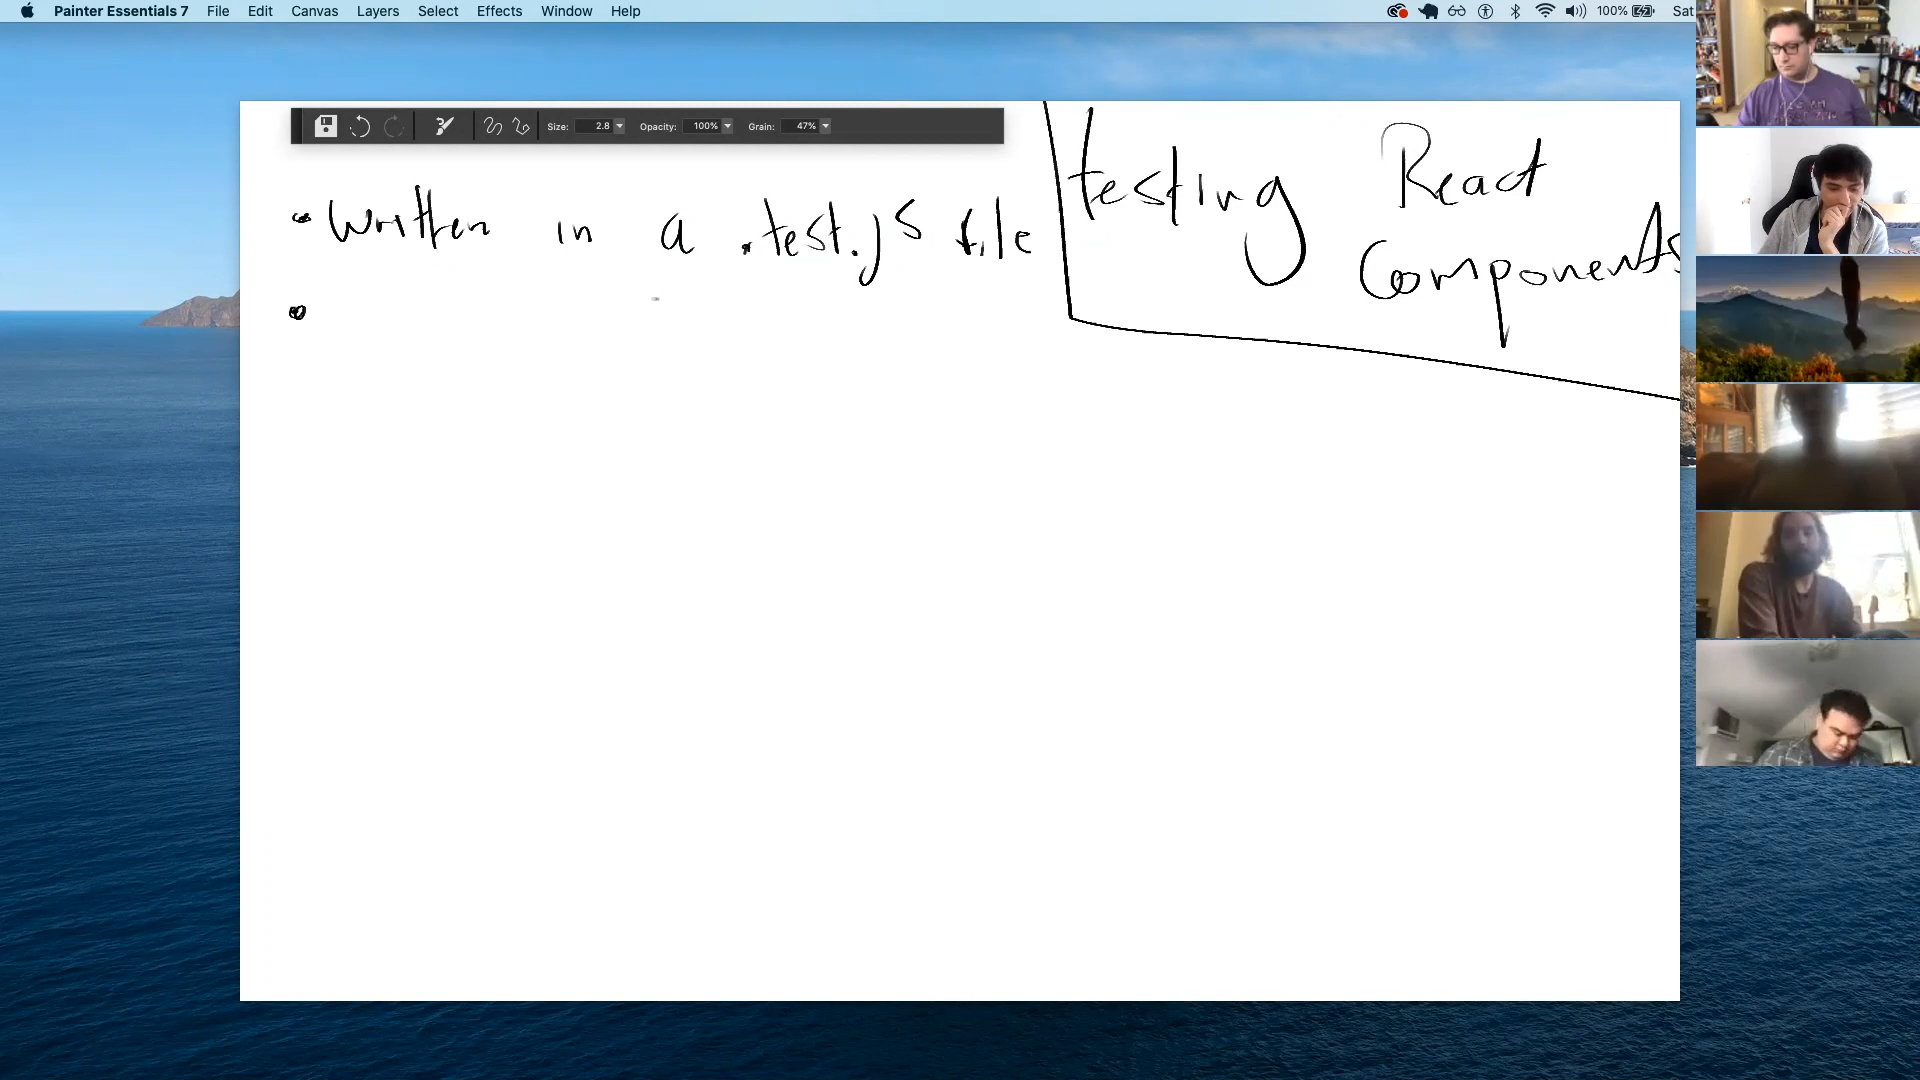 Painter Essentials 7 File Edit Canvas Layers Select Effects Window Help 100% Sat
Size: 2.8 Opacity: 100% Grain: 47%
testing React
Components
• Written in a .test.js file
•